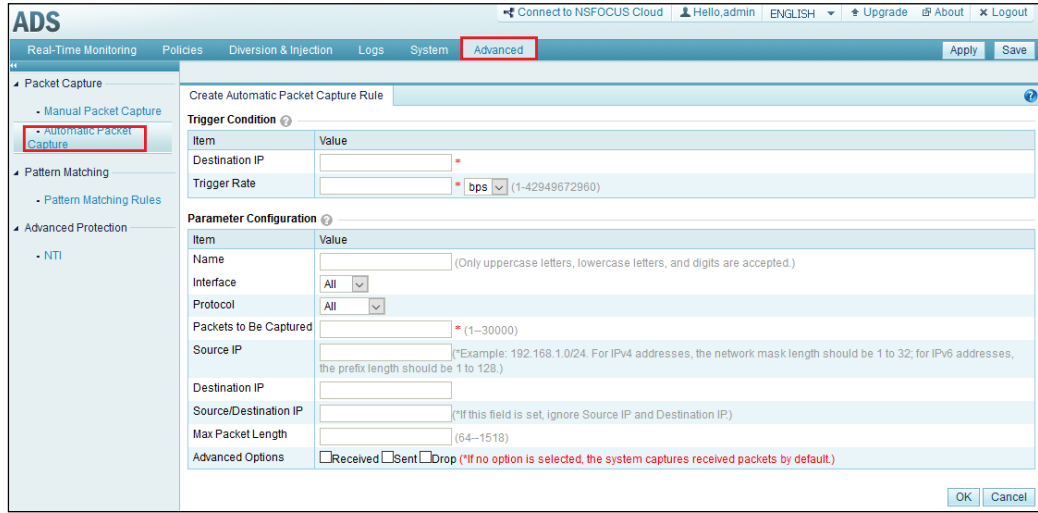 ADS
Connect to NSFOCUS Cloud Hello,admin ENGLISH Upgrade About Logout
Real-Time Monitoring Policies Diversion & Injection Logs System Advanced Apply Save
Packet Capture
Manual Packet Capture
Automatic Packet
Capture
Pattern Matching
Pattern Matching Rules
Advanced Protection
NTI
Create Automatic Packet Capture Rule
Trigger Condition
Item Value
Destination IP *
Trigger Rate * bps (1-42949672960)
Parameter Configuration
Item Value
Name (Only uppercase letters, lowercase letters, and digits are accepted.)
Interface All
Protocol All
Packets to Be Captured * (1--30000)
Source IP (*Example: 192.168.1.0/24. For IPv4 addresses, the network mask length should be 1 to 32; for IPv6 addresses,
the prefix length should be 1 to 128.)
Destination IP
Source/Destination IP (*If this field is set, ignore Source IP and Destination IP.)
Max Packet Length (64--1518)
Advanced Options Received Sent Drop (*If no option is selected, the system captures received packets by default.)
OK Cancel